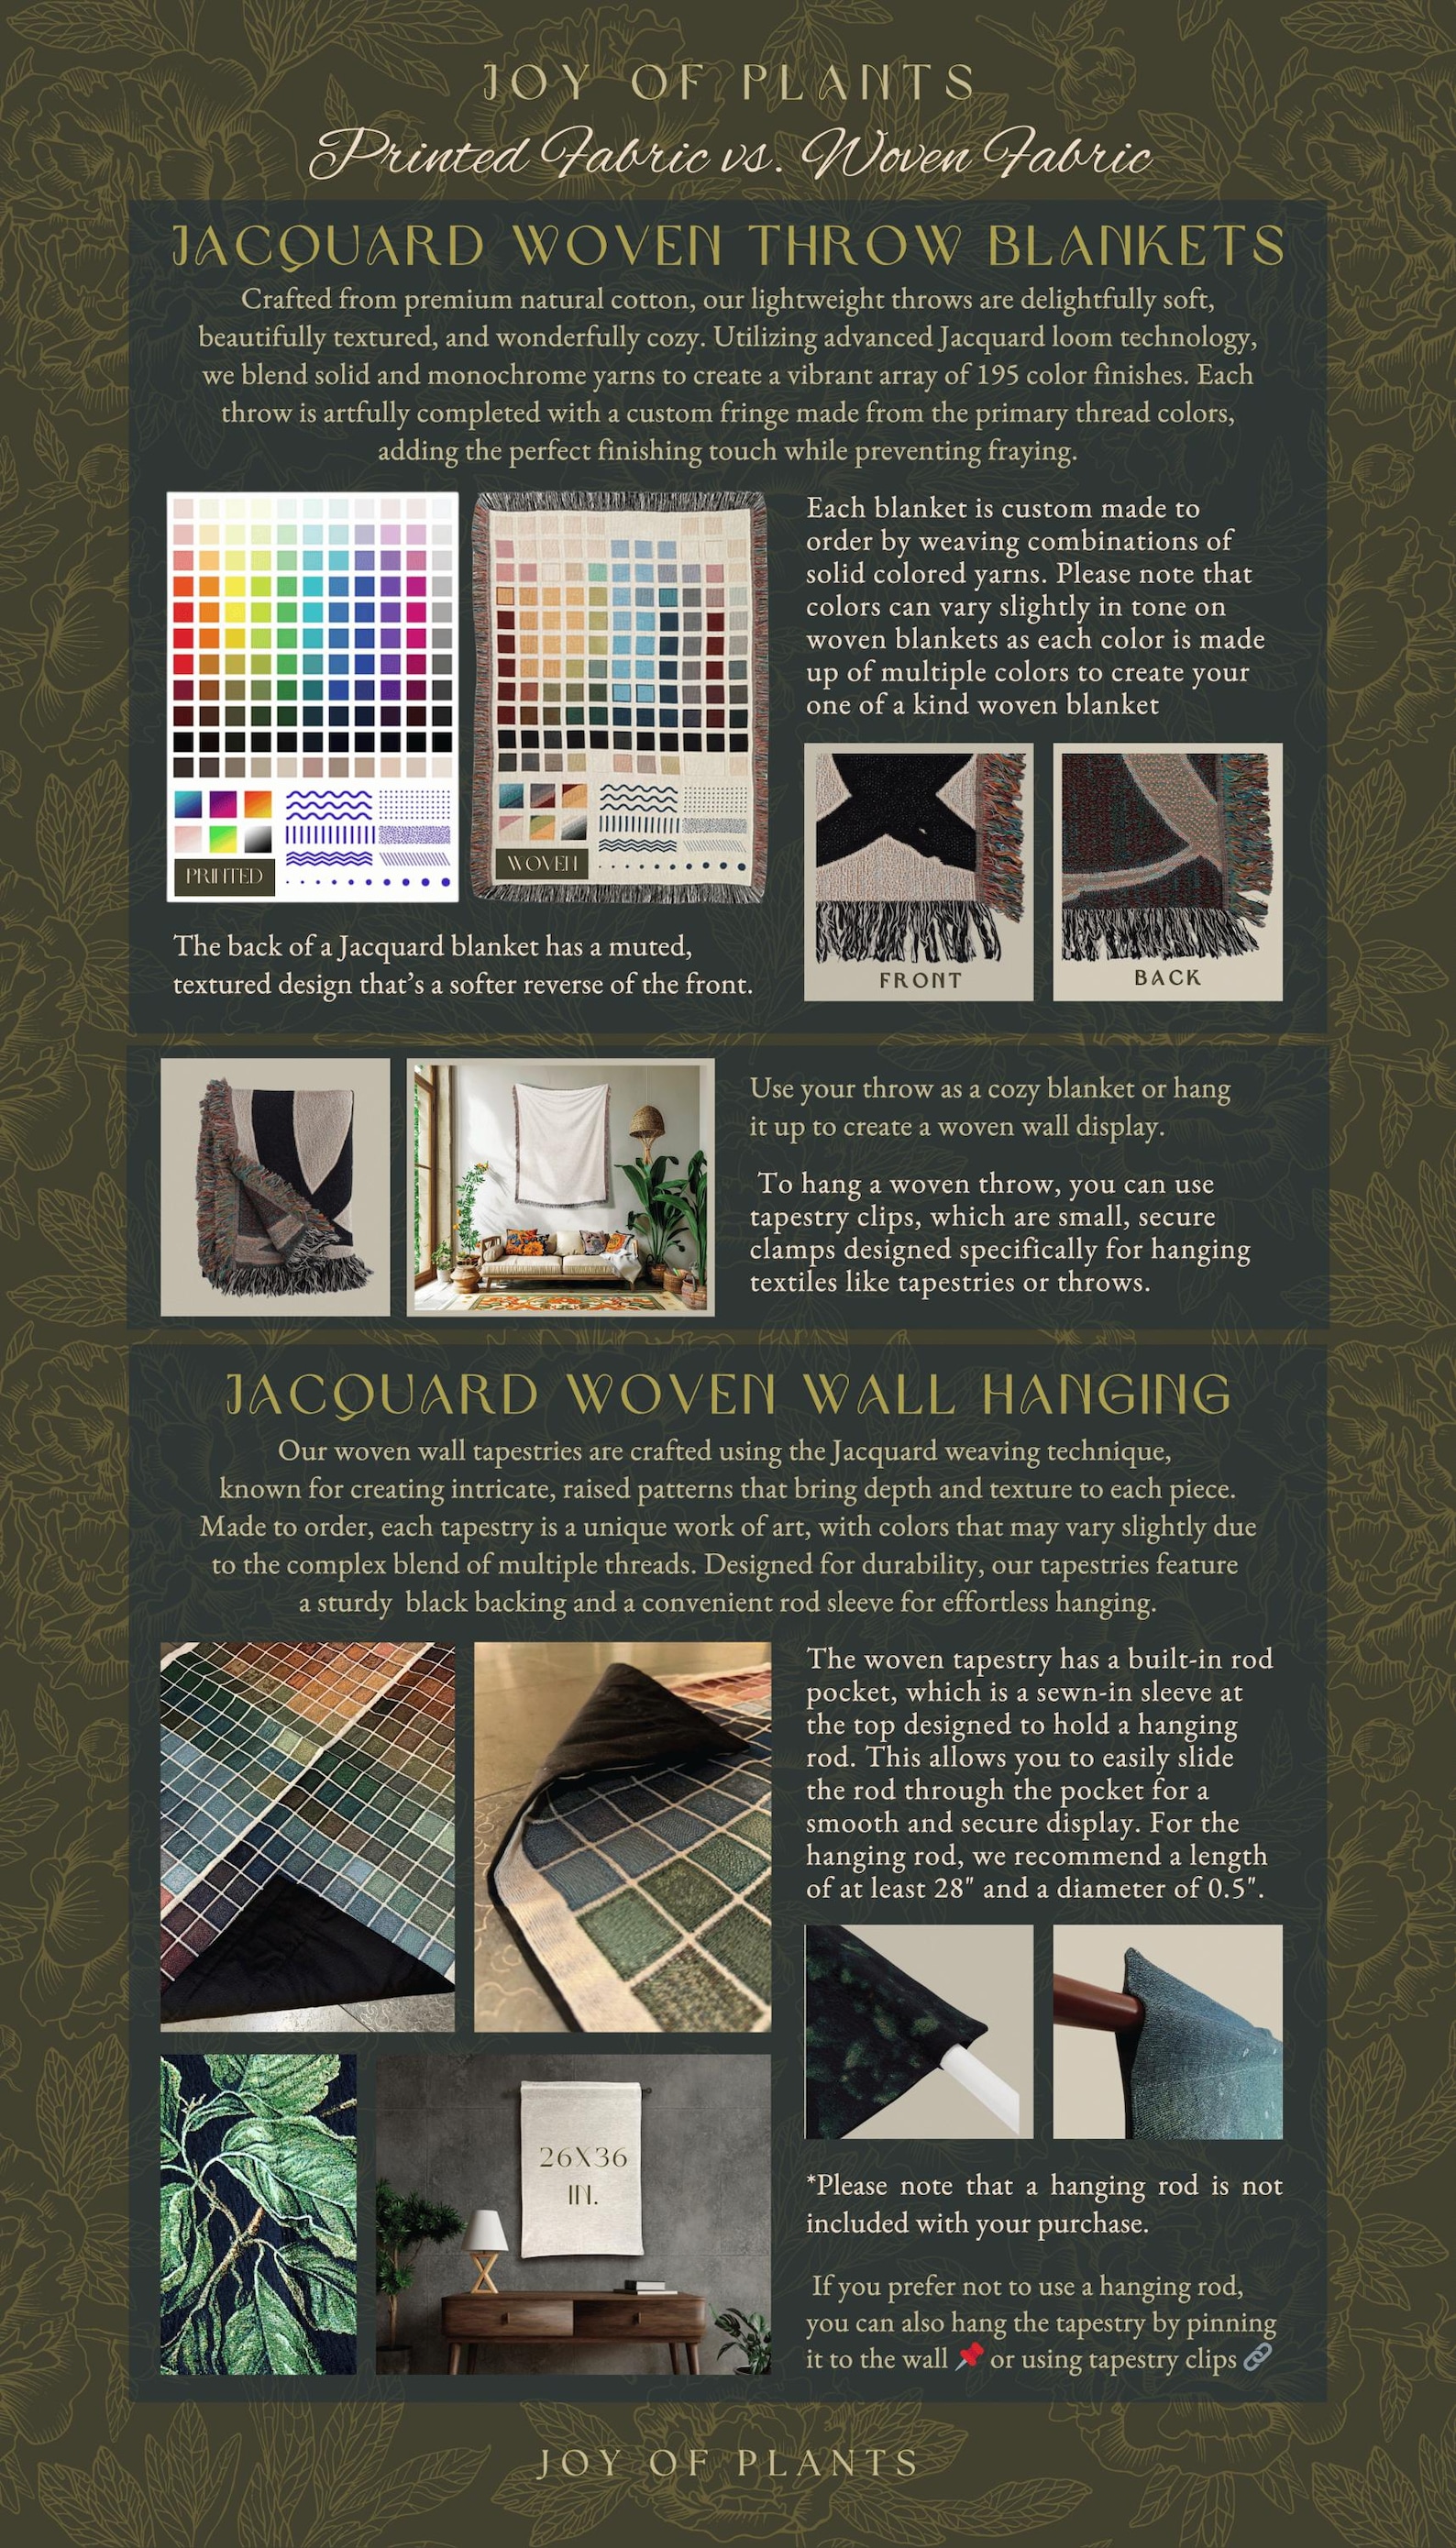 JOY OF PLANTS
Printed Fabric vs. Woven Fabric
JACQUARD WOVEN THROW BLANKETS
Crafted from premium natural cotton, our lightweight throws are delightfully soft,
beautifully textured, and wonderfully cozy. Utilizing advanced Jacquard loom technology,
we blend solid and monochrome yarns to create a vibrant array of 195 color finishes. Each
throw is artfully completed with a custom fringe made from the primary thread colors,
adding the perfect finishing touch while preventing fraying.
PRINTED
WOVEN
Each blanket is custom made to
order by weaving combinations of
solid colored yarns. Please note that
colors can vary slightly in tone on
woven blankets as each color is made
up of multiple colors to create your
one of a kind woven blanket
FRONT
BACK
The back of a Jacquard blanket has a muted,
textured design that's a softer reverse of the front.
Use your throw as a cozy blanket or hang
it up to create a woven wall display.
To hang a woven throw, you can use
tapestry clips, which are small, secure
clamps designed specifically for hanging
textiles like tapestries or throws.
JACQUARD WOVEN WALL HANGING
Our woven wall tapestries are crafted using the Jacquard weaving technique,
known for creating intricate, raised patterns that bring depth and texture to each piece.
Made to order, each tapestry is a unique work of art, with colors that may vary slightly due
to the complex blend of multiple threads. Designed for durability, our tapestries feature
a sturdy black backing and a convenient rod sleeve for effortless hanging.
The woven tapestry has a built-in rod
pocket, which is a sewn-in sleeve at
the top designed to hold a hanging
rod. This allows you to easily slide
the rod through the pocket for a
smooth and secure display. For the
hanging rod, we recommend a length
of at least 28" and a diameter of 0.5".
26X36
IN.
*Please note that a hanging rod is not
included with your purchase.
If you prefer not to use a hanging rod,
you can also hang the tapestry by pinning
it to the wall 📌 or using tapestry clips 🔗
JOY OF PLANTS